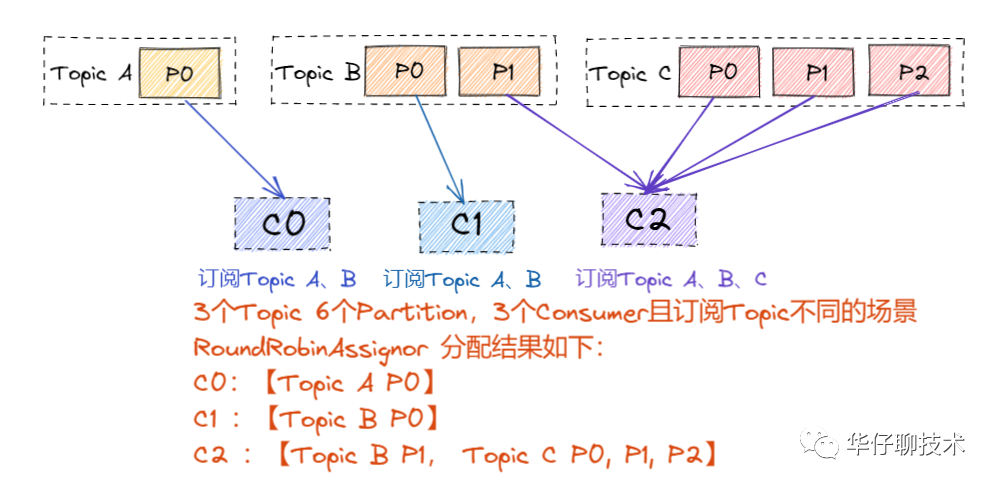 Topic A P0 Topic B P0 P1 Topic C P0 P1 P2
C0 C1 C2
订阅Topic A、B 订阅Topic A、B 订阅Topic A、B、C
3个Topic 6个Partition，3个Consumer且订阅Topic不同的场景
RoundRobinAssignor 分配结果如下：
C0：【Topic A P0】
C1 ：【Topic B P0】
C2 ：【Topic B P1， Topic C P0, P1, P2】
华仔聊技术